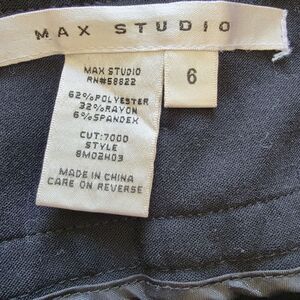 MAX STUDIO
6
MAX STUDIO
RN#58822
62%POLYESTER
32%RAYON
6%SPANDEX
CUT:7000
STYLE
8M02H03
MADE IN CHINA
CARE ON REVERSE